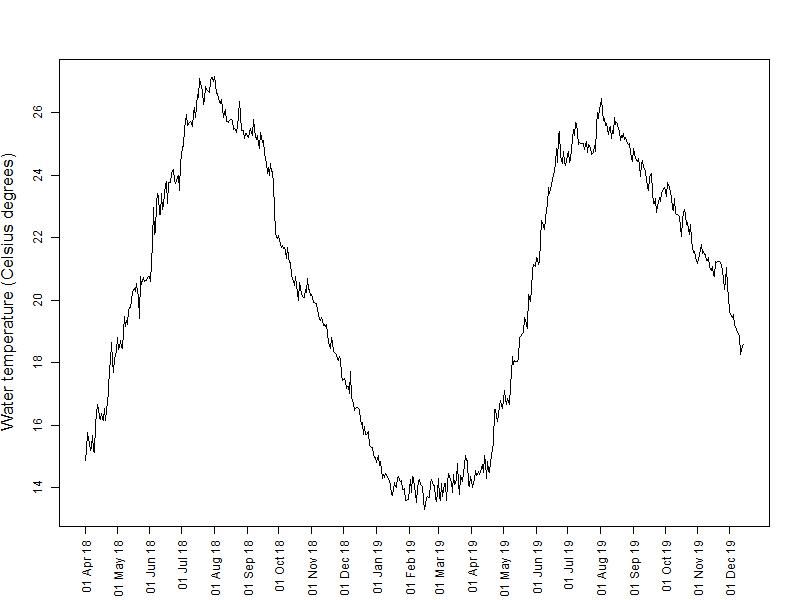 Water temperature (Celsius degrees)
26
24
22
20
18
16
14
01 Apr 18
01 May 18
01 Jun 18
01 Jul 18
01 Aug 18
01 Sep 18
01 Oct 18
01 Nov 18
01 Dec 18
01 Jan 19
01 Feb 19
01 Mar 19
01 Apr 19
01 May 19
01 Jun 19
01 Jul 19
01 Aug 19
01 Sep 19
01 Oct 19
01 Nov 19
01 Dec 19